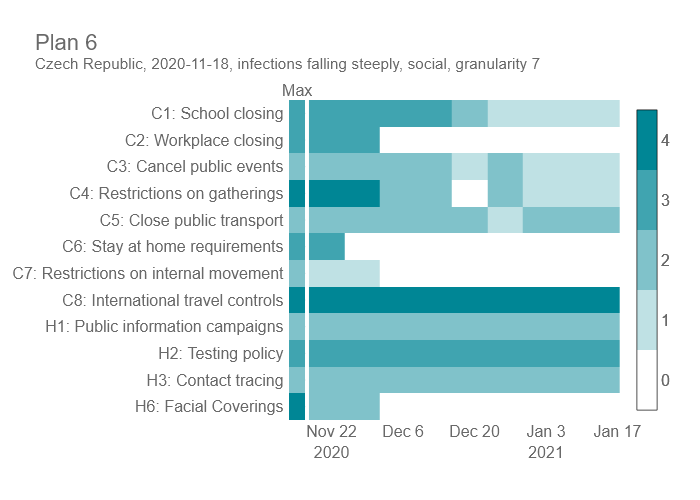 Plan 6
Czech Republic, 2020-11-18, infections falling steeply, social, granularity 7
Max
C1: School closing
C2: Workplace closing
C3: Cancel public events
C4: Restrictions on gatherings
C5: Close public transport
C6: Stay at home requirements
C7: Restrictions on internal movement
C8: International travel controls
H1: Public information campaigns
H2: Testing policy
H3: Contact tracing
H6: Facial Coverings
4
3
2
1
0
Nov 22 Dec 6 Dec 20 Jan 3 Jan 17
2020 2021